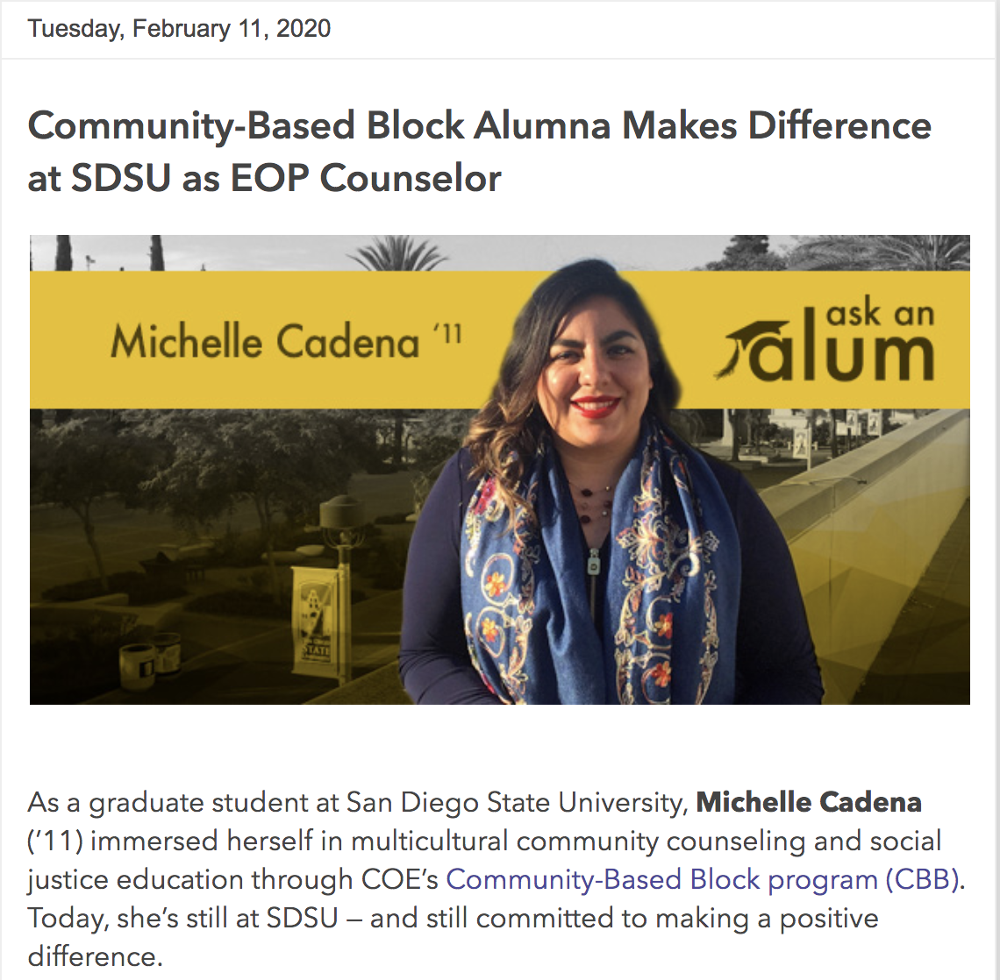 Tuesday, February 11, 2020
Community-Based Block Alumna Makes Difference
at SDSU as EOP Counselor
Michelle Cadena ’11
ask an
alum
STATE
As a graduate student at San Diego State University, Michelle Cadena
(’11) immersed herself in multicultural community counseling and social
justice education through COE’s Community-Based Block program (CBB).
Today, she’s still at SDSU – and still committed to making a positive
difference.